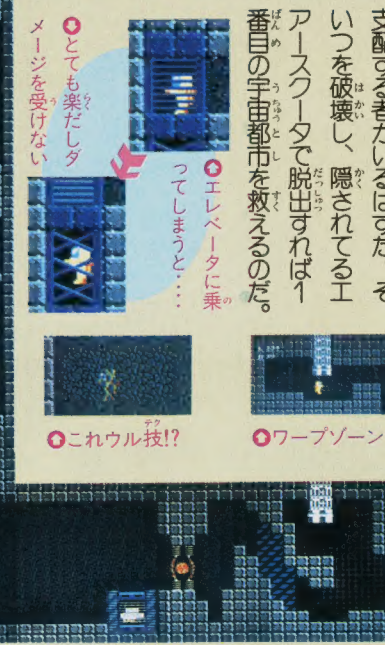 支配する者がいるはずだ。そ
いつを破壊し、隠されてるエ
アースクータで脱出すれば1
番目の宇宙都市を救えるのだ。
エレベータに乗
ってしまうと‥‥
とても楽だしダ
メージを受けない
これウル技!?
ワープゾーン